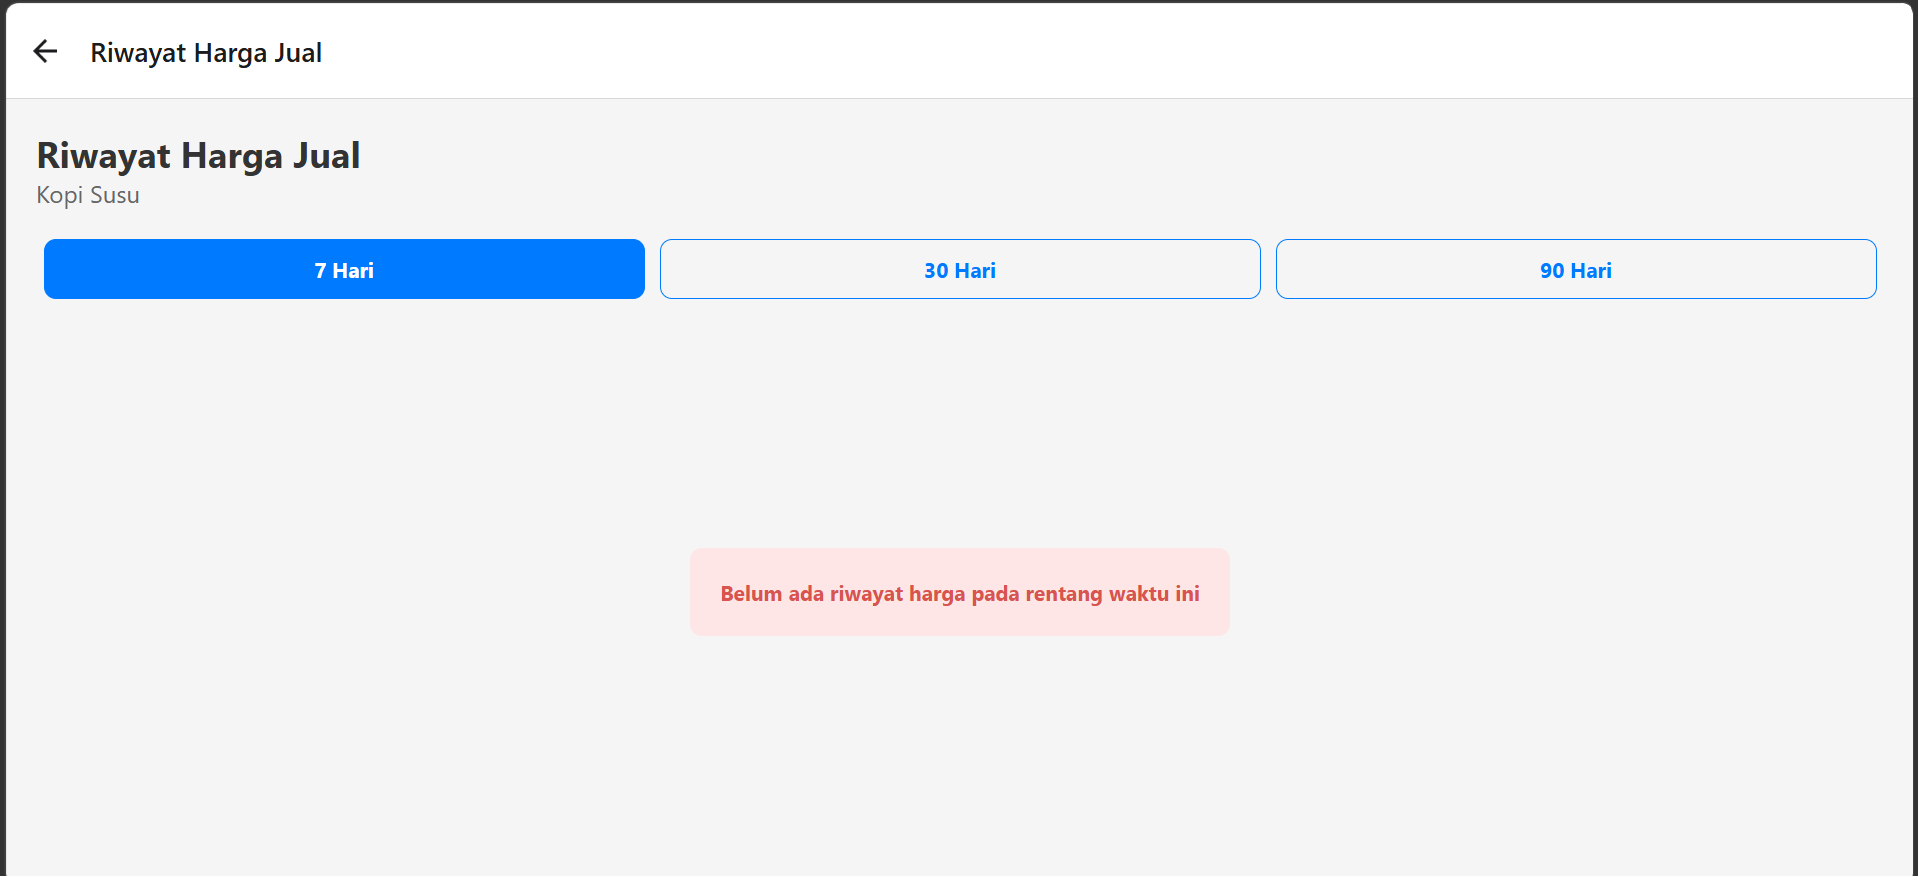 Riwayat Harga Jual
Riwayat Harga Jual
Kopi Susu
7 Hari
30 Hari
90 Hari
Belum ada riwayat harga pada rentang waktu ini